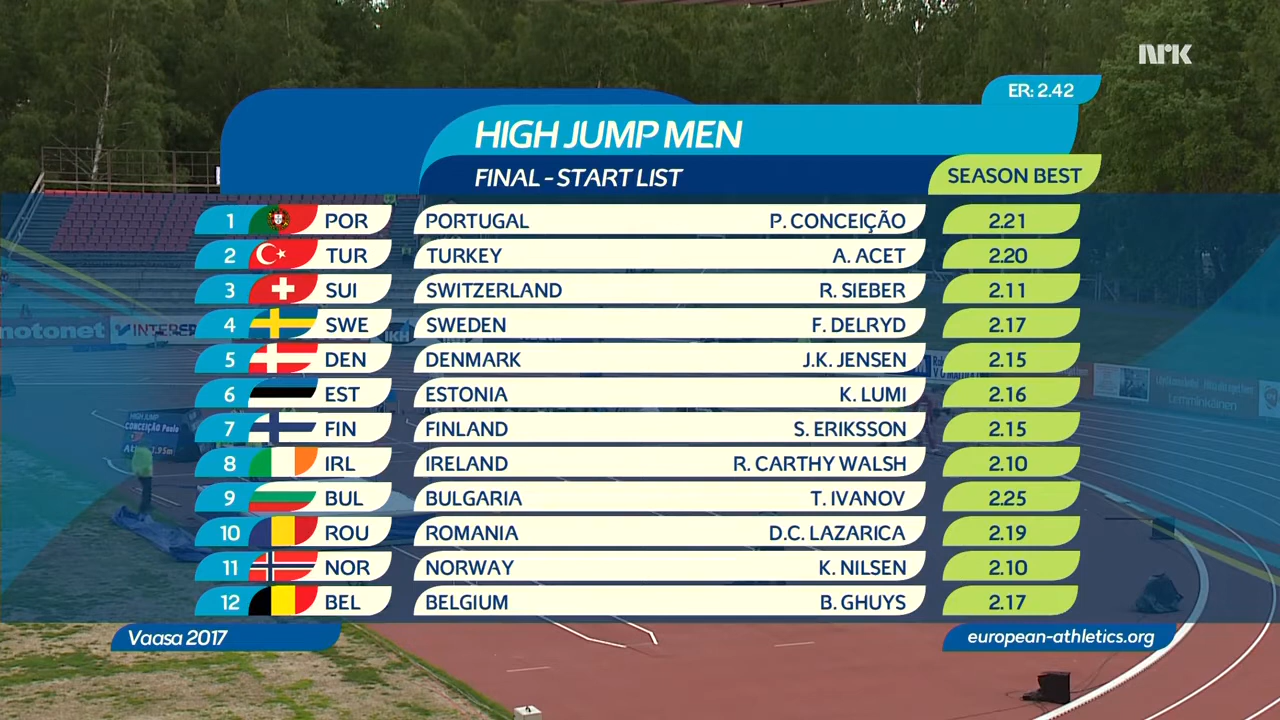 nrk
ER: 2.42
HIGH JUMP MEN
FINAL - START LIST
SEASON BEST
1 POR PORTUGAL P. CONCEIÇÃO 2.21
2 TUR TURKEY A. ACET 2.20
3 SUI SWITZERLAND R. SIEBER 2.11
4 SWE SWEDEN F. DELRYD 2.17
5 DEN DENMARK J.K. JENSEN 2.15
6 EST ESTONIA K. LUMI 2.16
7 FIN FINLAND S. ERIKSSON 2.15
8 IRL IRELAND R. CARTHY WALSH 2.10
9 BUL BULGARIA T. IVANOV 2.25
10 ROU ROMANIA D.C. LAZARICA 2.19
11 NOR NORWAY K. NILSEN 2.10
12 BEL BELGIUM B. GHUYS 2.17
motonet
IKH
HIGH JUMP
CONCEIÇÃO Paulo
Lemminkäinen
Vaasa 2017
european-athletics.org